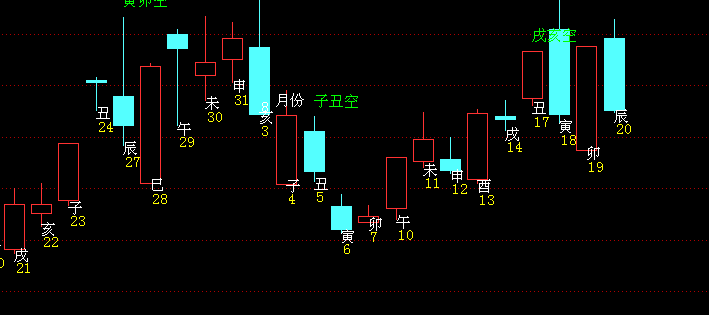 寅卯空
戌亥空
8月份
子丑空
戌
21
亥
22
子
23
丑
24
辰
27
巳
28
午
29
未
30
申
31
亥
3
子
4
丑
5
寅
6
卯
7
午
10
未
11
申
12
酉
13
戌
14
丑
17
寅
18
卯
19
辰
20